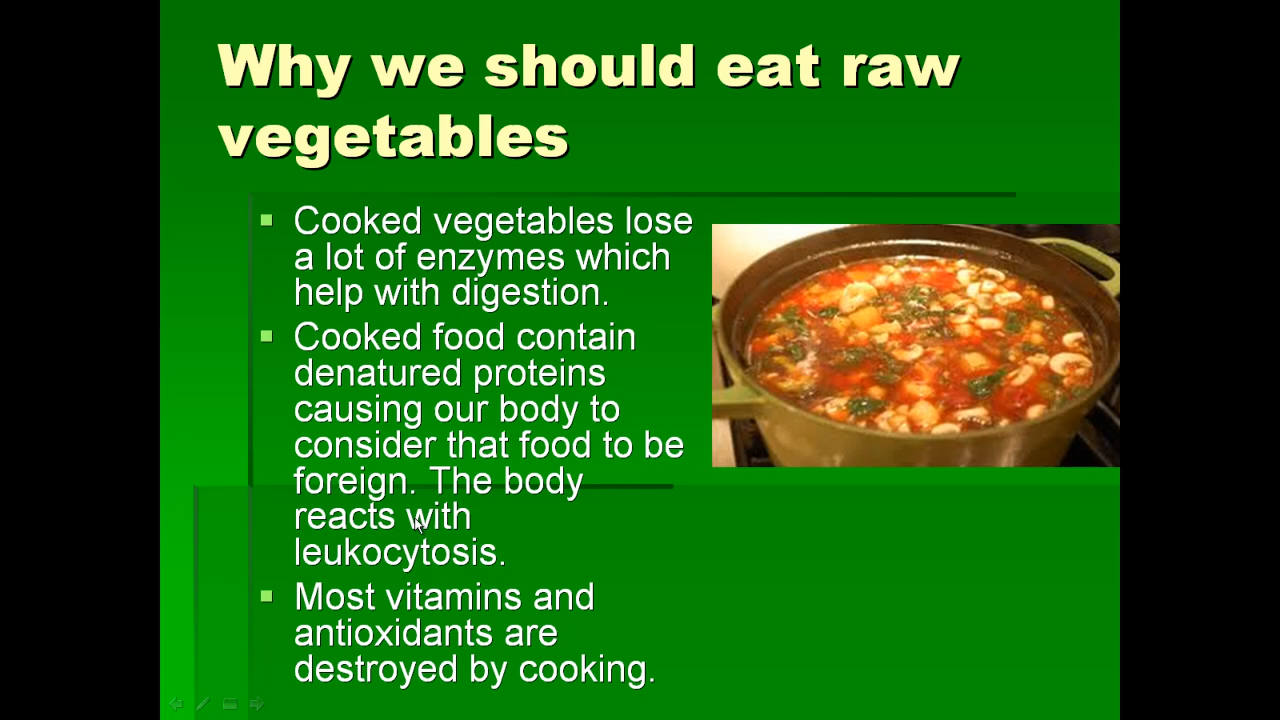 Why we should eat raw
vegetables
Cooked vegetables lose
a lot of enzymes which
help with digestion.
Cooked food contain
denatured proteins
causing our body to
consider that food to be
foreign. The body
reacts with
leukocytosis.
Most vitamins and
antioxidants are
destroyed by cooking.